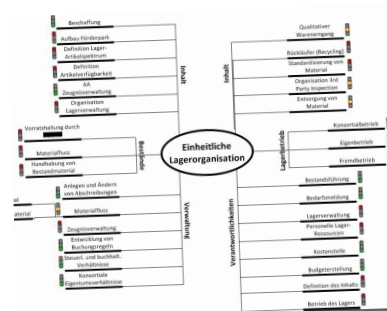 Beschaffung
Aufbau Förderpark
Definition Lager-
Artikelspektrum
Definition
Artikelverfügbarkeit
AA
Zeugnisverwaltung
Organisation
Lagerverwaltung
Inhalt
Vorratshaltung durch
Materialfluss
Handhabung von
Bestandmaterial
Bestände
Anlegen und Ändern
von Abschreibungen
Materialfluss
Zeugnisverwaltung
Entwicklung von
Buchungsregeln
Steuerl. und buchhalt.
Verhältnisse
Konsortiale
Eigentumsverhältnisse
Verwaltung
aterial
Einheitliche
Lagerorganisation
Qualitativer
Wareneingang
Rückläufer (Recycling)
Standardisierung von
Material
Organisation 3rd
Party Inspection
Entsorgung von
Material
Inhalt
Konsortialbetrieb
Eigenbetrieb
Fremdbetrieb
Lagerbetrieb
Bestandsführung
Bedarfsmeldung
Lagerverwaltung
Personelle Lager-
Ressourcen
Kostenstelle
Budgeterstellung
Definition des Inhalts
Betrieb des Lagers
Verantwortlichkeiten